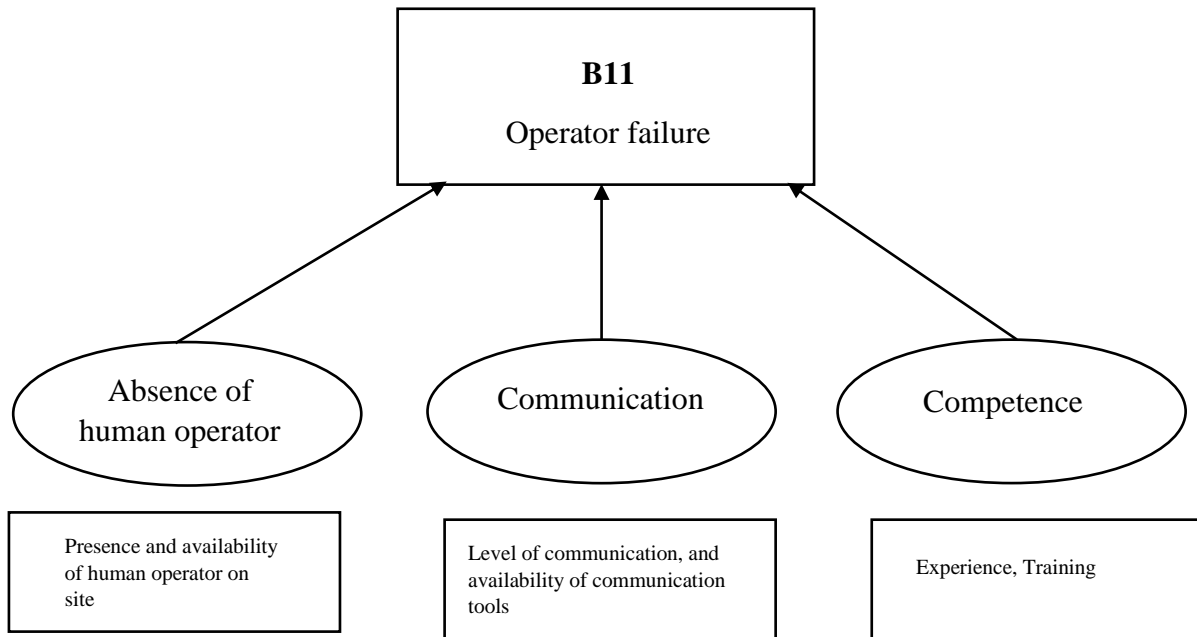 B11
Operator failure
Absence of
human operator
Communication
Competence
Presence and availability
of human operator on
site
Level of communication, and
availability of communication
tools
Experience, Training